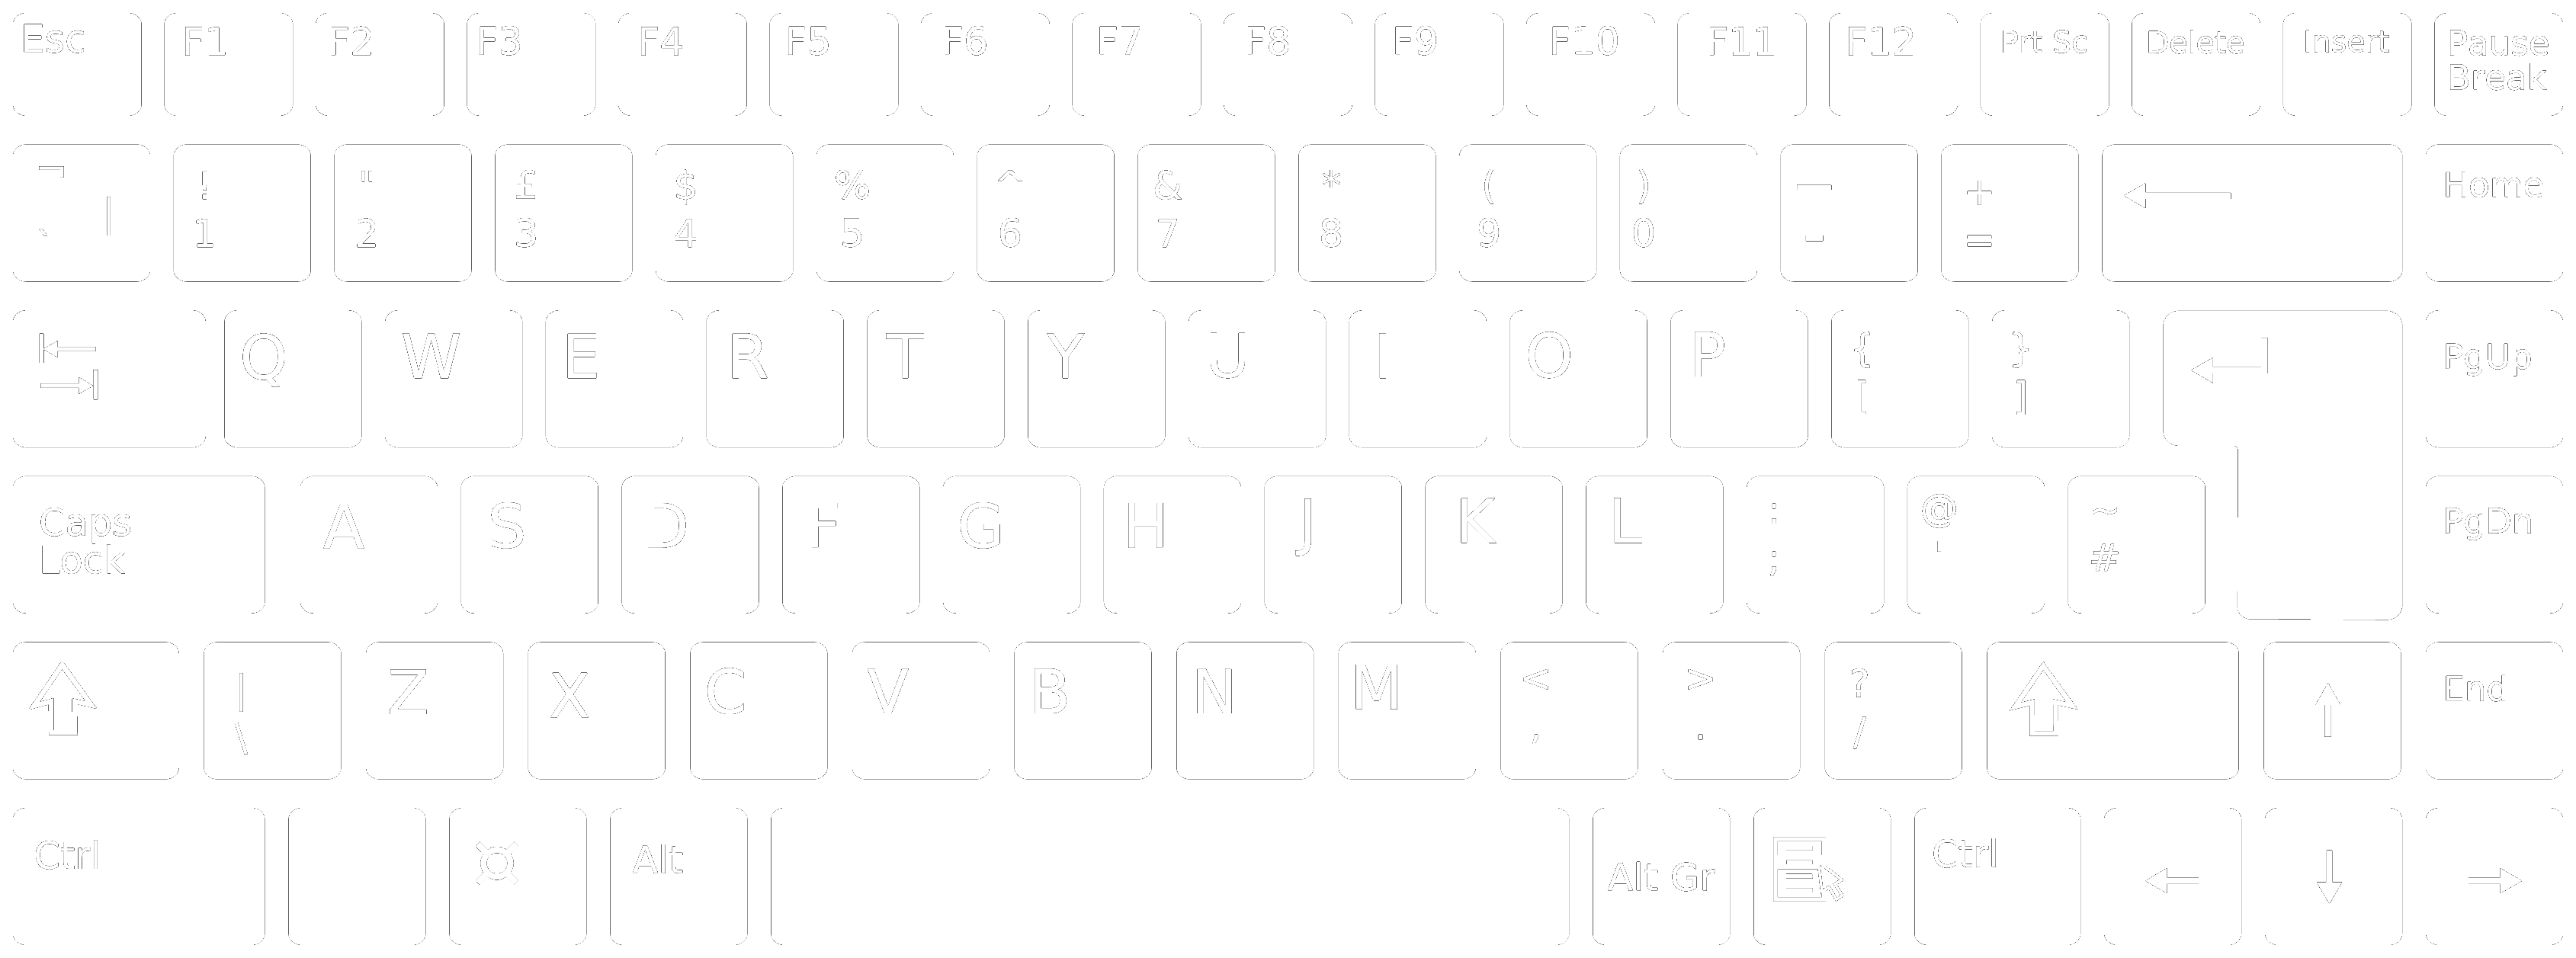 Esc F1 F2 F3 F4 F5 F6 F7 F8 F9 F10 F11 F12 Prt Sc Delete Insert Pause
Break
¬ ! " £ $ % ^ & * ( ) _ + Home
` ¦ 1 2 3 4 5 6 7 8 9 0 - =
Q W E R T Y U I O P { } PgUp
[ ]
Caps A S D F G H J K L : @ ~ PgDn
Lock ; ' #
| Z X C V B N M < > ? End
\ , . /
Ctrl Alt Alt Gr Ctrl